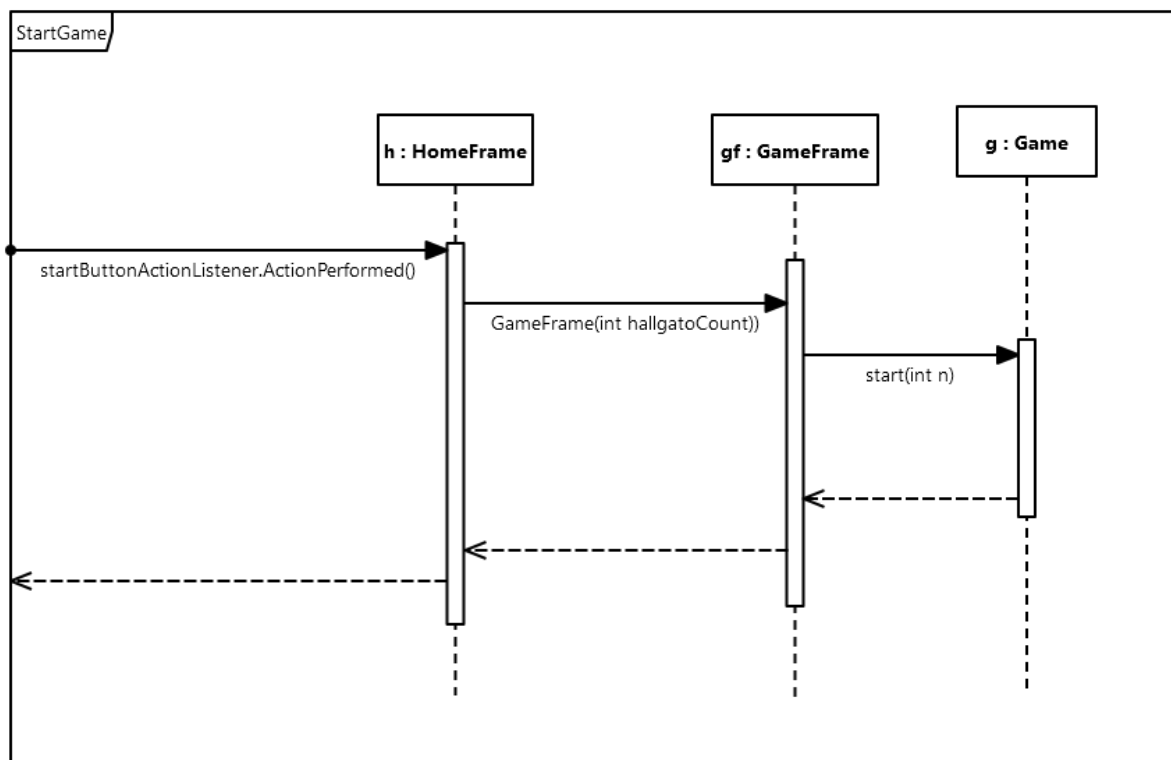 StartGame
h : HomeFrame
gf : GameFrame
g : Game
startButtonActionListener.ActionPerformed()
GameFrame(int hallgatoCount))
start(int n)